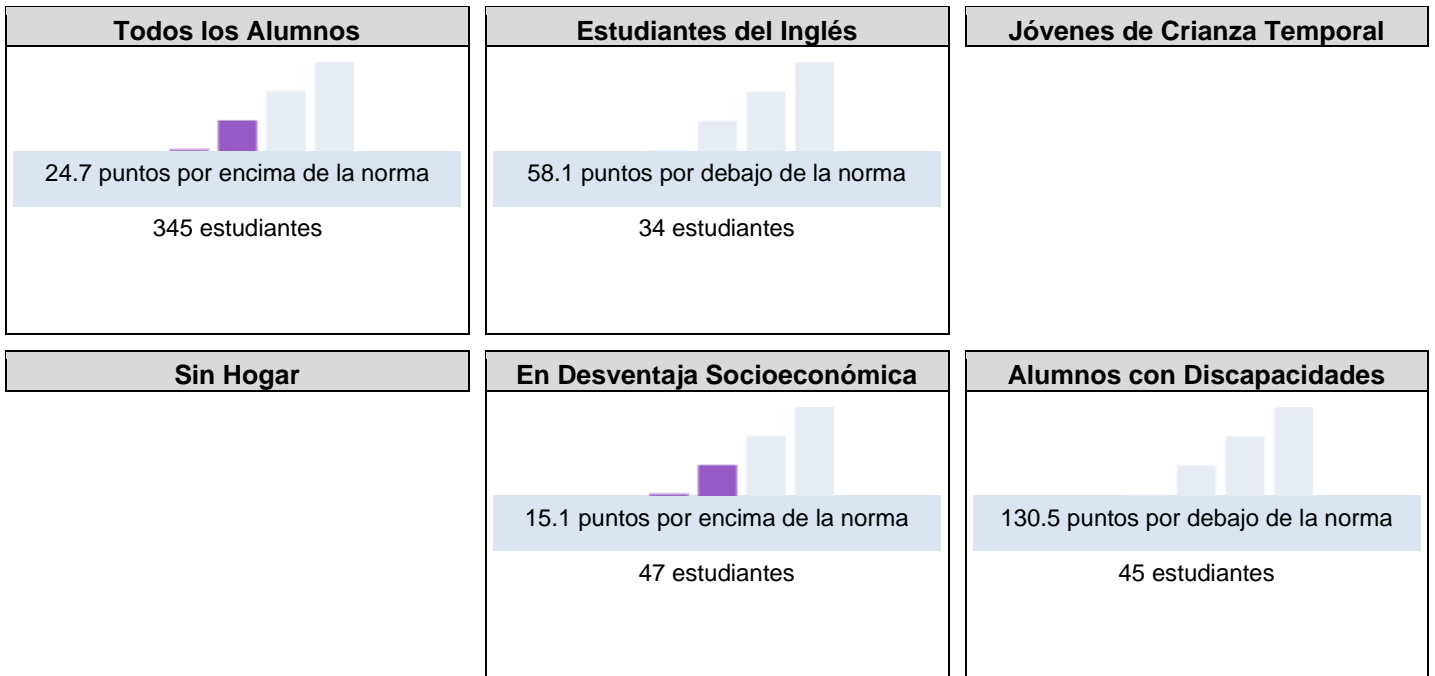 Todos los Alumnos
24.7 puntos por encima de la norma
345 estudiantes
Estudiantes del Inglés
58.1 puntos por debajo de la norma
34 estudiantes
Jóvenes de Crianza Temporal
Sin Hogar
En Desventaja Socioeconómica
15.1 puntos por encima de la norma
47 estudiantes
Alumnos con Discapacidades
130.5 puntos por debajo de la norma
45 estudiantes